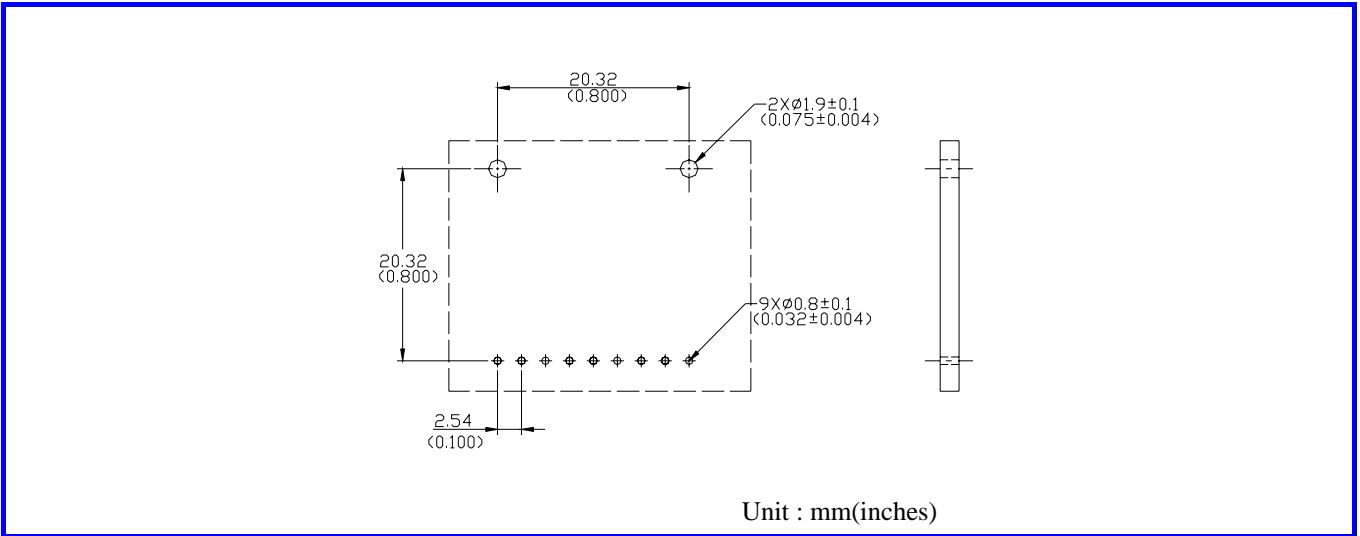 20.32
(0.800)
2XØ1.9±0.1
(0.075±0.004)
20.32
(0.800)
9XØ0.8±0.1
(0.032±0.004)
2.54
(0.100)
Unit : mm(inches)